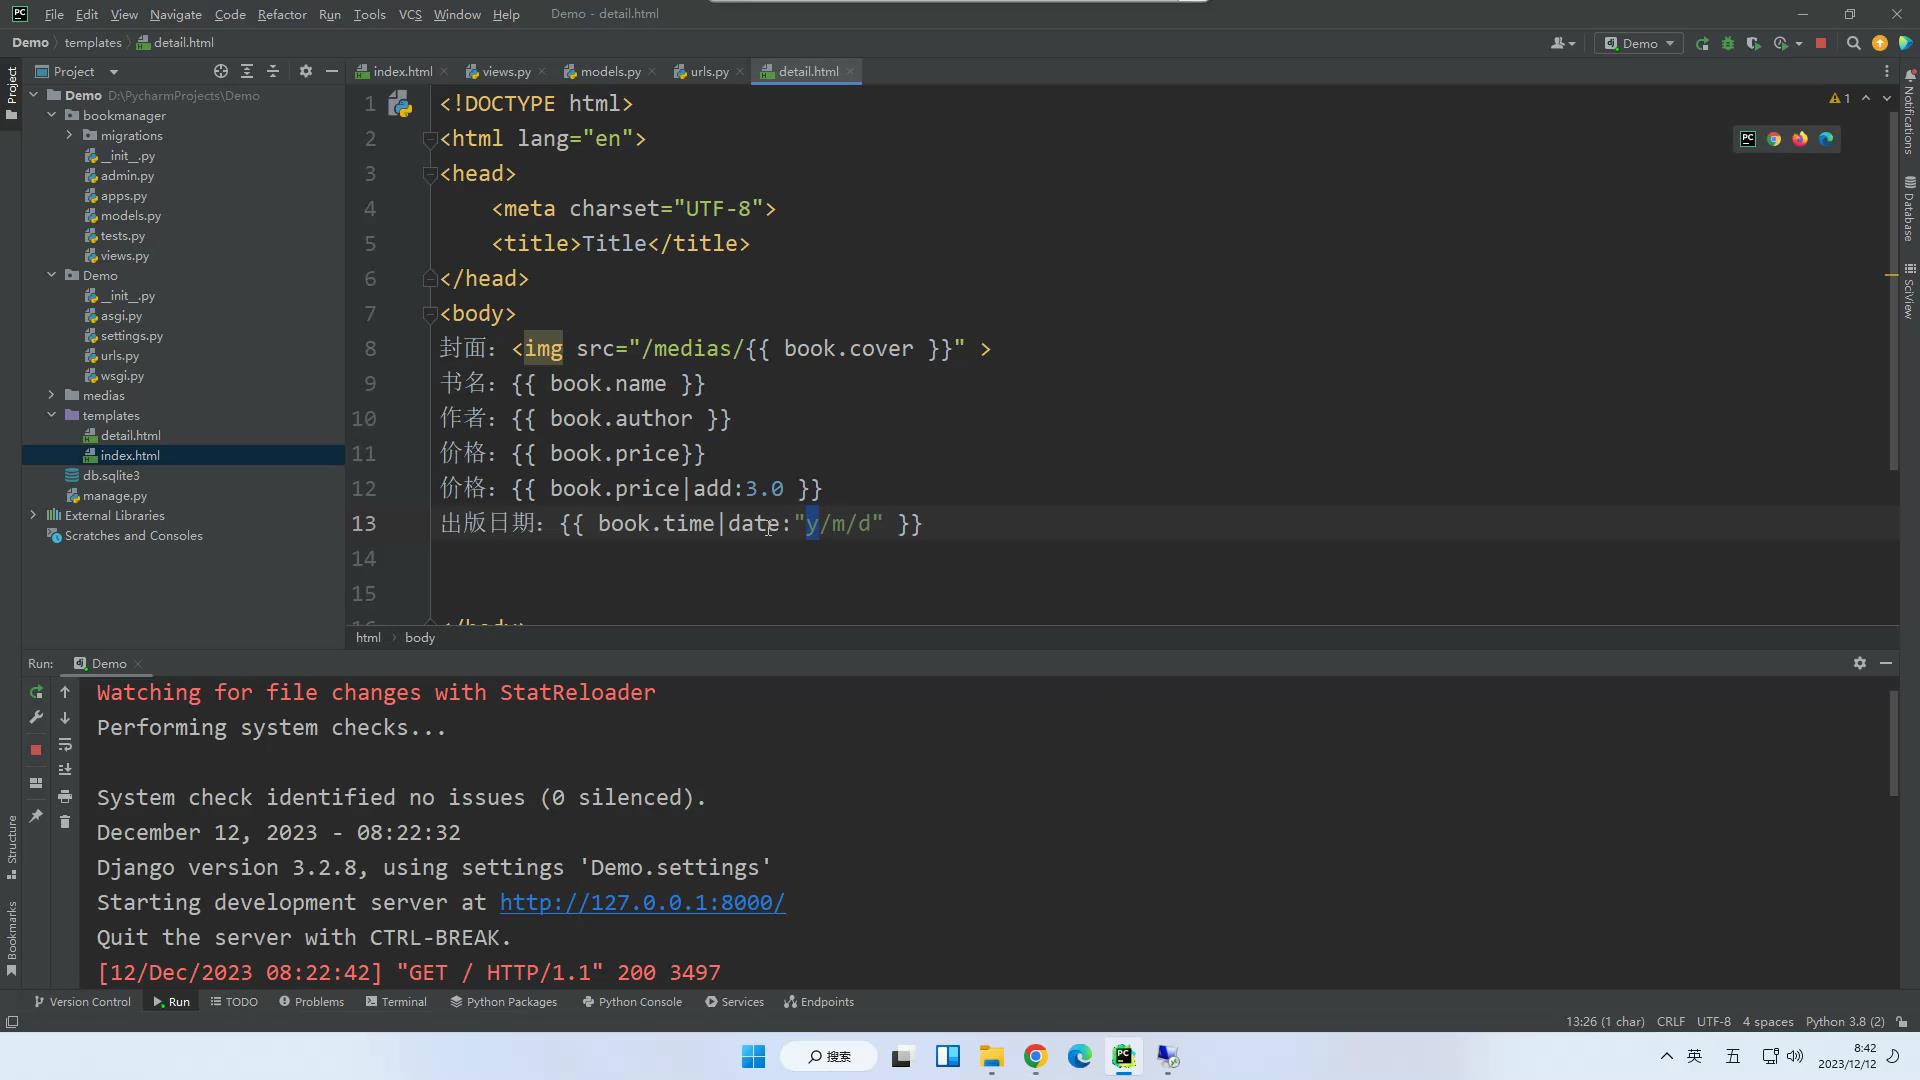 File Edit View Navigate Code Refactor Run Tools VCS Window Help Demo - detail.html
Demo templates detail.html Demo
Project index.html views.py models.py urls.py detail.html
Demo D:\PycharmProjects\Demo
bookmanager
migrations
__init__.py
admin.py
apps.py
models.py
tests.py
views.py
Demo
__init__.py
asgi.py
settings.py
urls.py
wsgi.py
medias
templates
detail.html
index.html
db.sqlite3
manage.py
External Libraries
Scratches and Consoles
1 <!DOCTYPE html>
2 <html lang="en">
3 <head>
4 <meta charset="UTF-8">
5 <title>Title</title>
6 </head>
7 <body>
8 封面：<img src="/medias/{{ book.cover }}" >
9 书名：{{ book.name }}
10 作者：{{ book.author }}
11 价格：{{ book.price}}
12 价格：{{ book.price|add:3.0 }}
13 出版日期：{{ book.time|date:"y/m/d" }}
14
15
16 </body>
html body
1
Project
Structure
Bookmarks
Notifications
Database
SciView
Run: Demo
Watching for file changes with StatReloader
Performing system checks...
System check identified no issues (0 silenced).
December 12, 2023 - 08:22:32
Django version 3.2.8, using settings 'Demo.settings'
Starting development server at http://127.0.0.1:8000/
Quit the server with CTRL-BREAK.
[12/Dec/2023 08:22:42] "GET / HTTP/1.1" 200 3497
Version Control Run TODO Problems Terminal Python Packages Python Console Services Endpoints
13:26 (1 char) CRLF UTF-8 4 spaces Python 3.8 (2)
搜索 英 五 8:42
2023/12/12